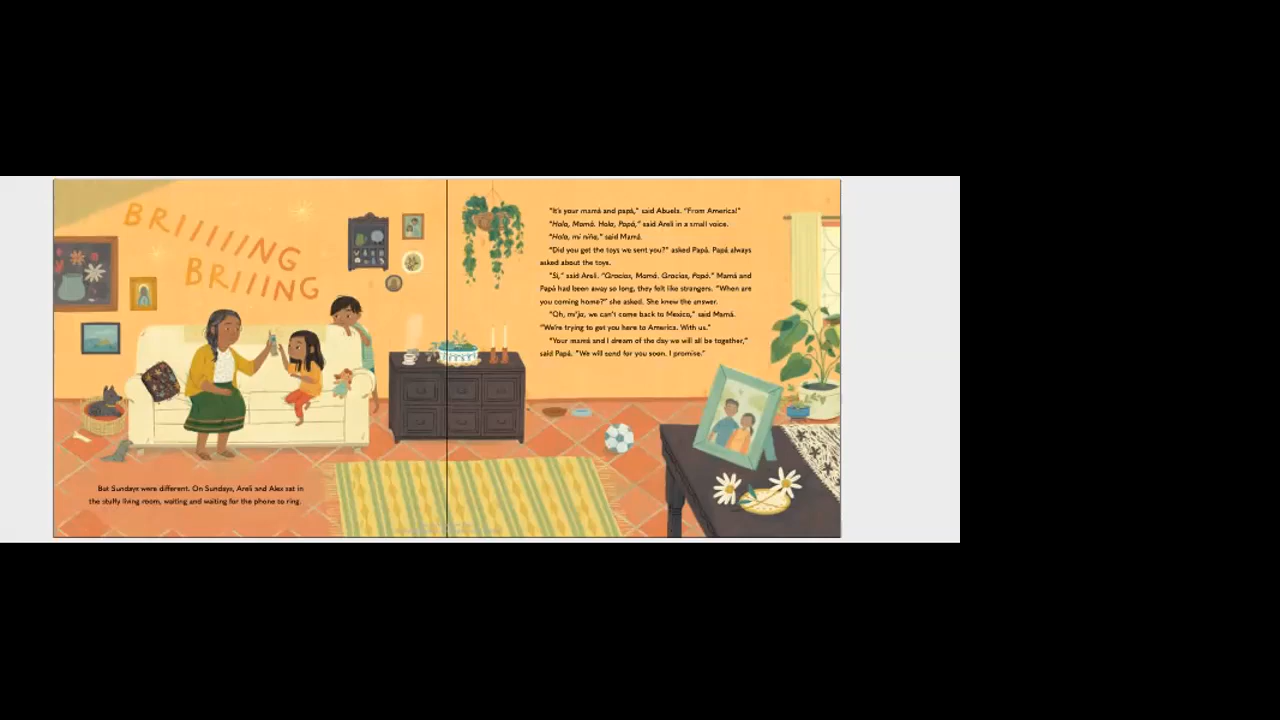 BRIIIIING
BRIIING
But Sundays were different. On Sundays, Areli and Alex sat in
the stuffy living room, waiting and waiting for the phone to ring.
"It's your mamá and papá," said Abuela. "From America!"
"Hola, Mamá. Hola, Papá," said Areli in a small voice.
"Hola, mi niña," said Mamá.
"Did you get the toys we sent you?" asked Papá. Papá always
asked about the toys.
"Sí," said Areli. "Gracias, Mamá. Gracias, Papá." Mamá and
Papá had been away so long, they felt like strangers. "When are
you coming home?" she asked. She knew the answer.
"Oh, mi'ja, we can't come back to Mexico," said Mamá.
"We're trying to get you here to America. With us."
"Your mamá and I dream of the day we will all be together,"
said Papá. "We will send for you soon. I promise."